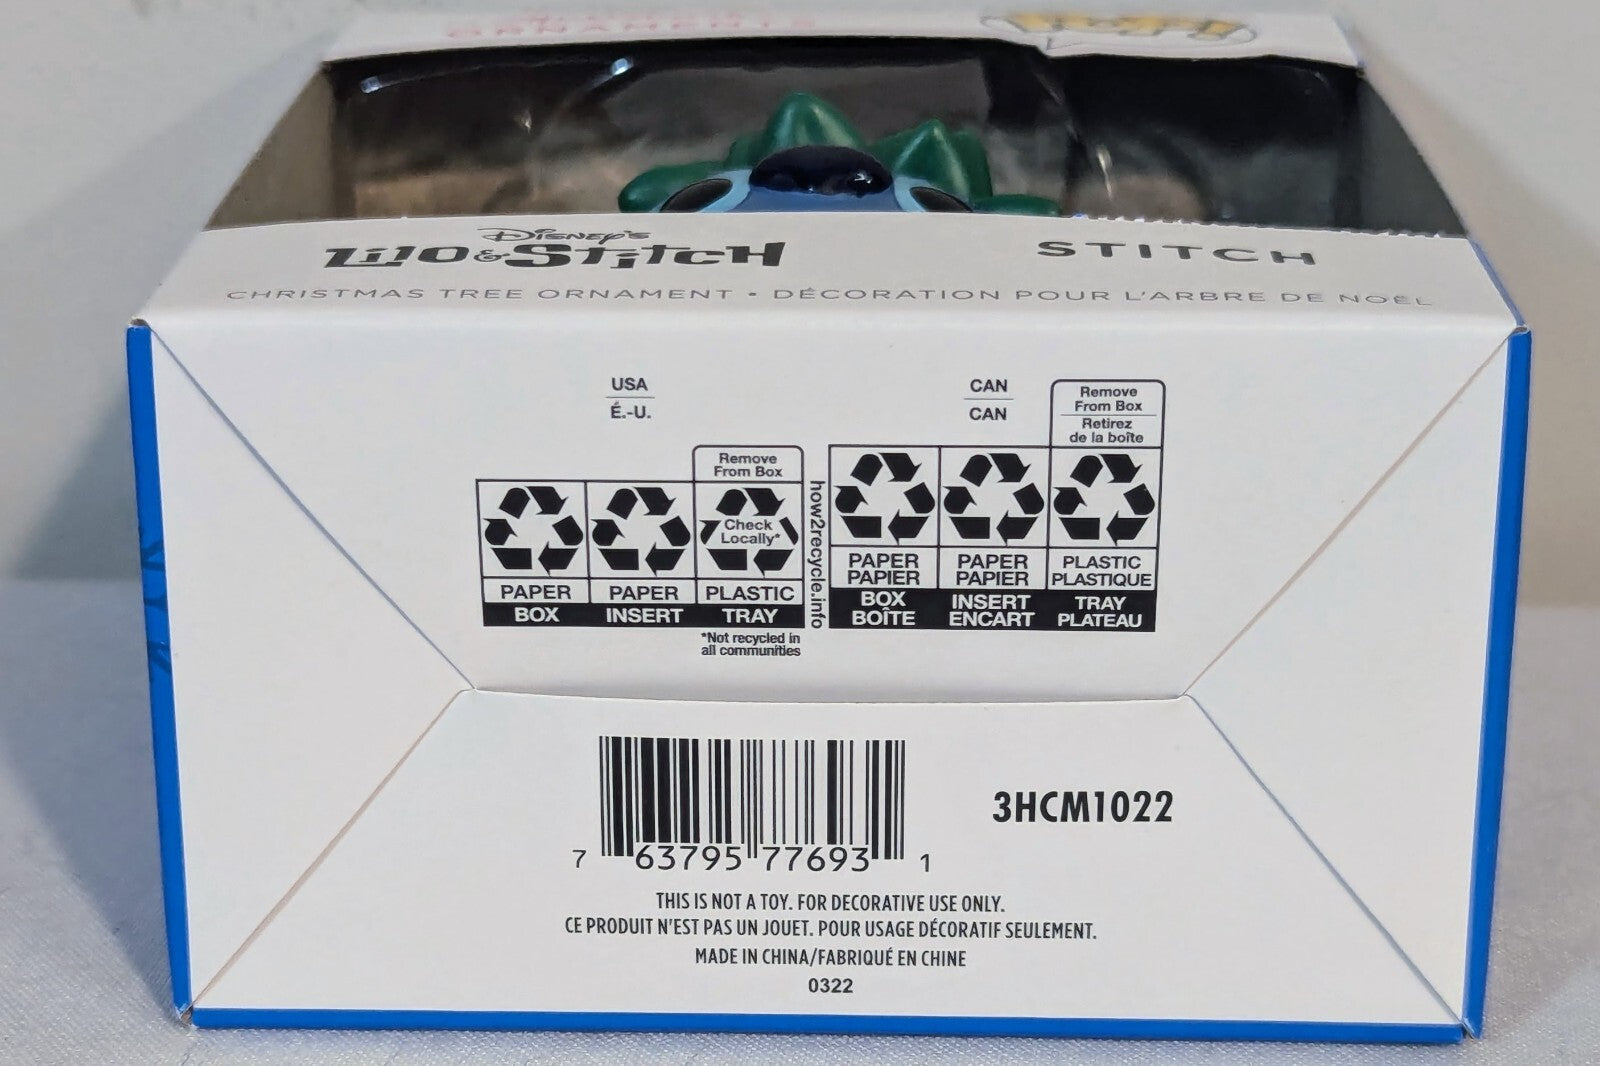 ORNAMENTS
POP!
DISNEY'S
LILO & STITCH
STITCH
CHRISTMAS TREE ORNAMENT • DÉCORATION POUR L'ARBRE DE NOËL
USA
É.-U.
Remove
From Box
Check
Locally*
PAPER
BOX
PAPER
INSERT
PLASTIC
TRAY
*Not recycled in
all communities
how2recycle.info
CAN
CAN
Remove
From Box
Retirez
de la boîte
PAPER
PAPIER
BOX
BOÎTE
PAPER
PAPIER
INSERT
ENCART
PLASTIC
PLASTIQUE
TRAY
PLATEAU
7 63795 77693 1
3HCM1022
THIS IS NOT A TOY. FOR DECORATIVE USE ONLY.
CE PRODUIT N'EST PAS UN JOUET. POUR USAGE DÉCORATIF SEULEMENT.
MADE IN CHINA/FABRIQUÉ EN CHINE
0322